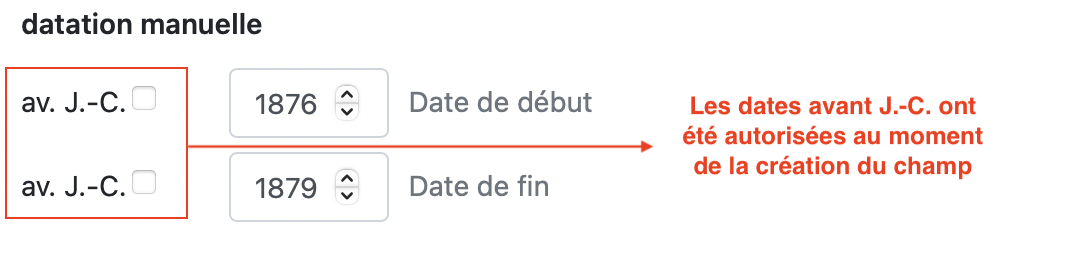 datation manuelle
av. J.-C. 1876 Date de début
Les dates avant J.-C. ont
été autorisées au moment
de la création du champ
av. J.-C. 1879 Date de fin